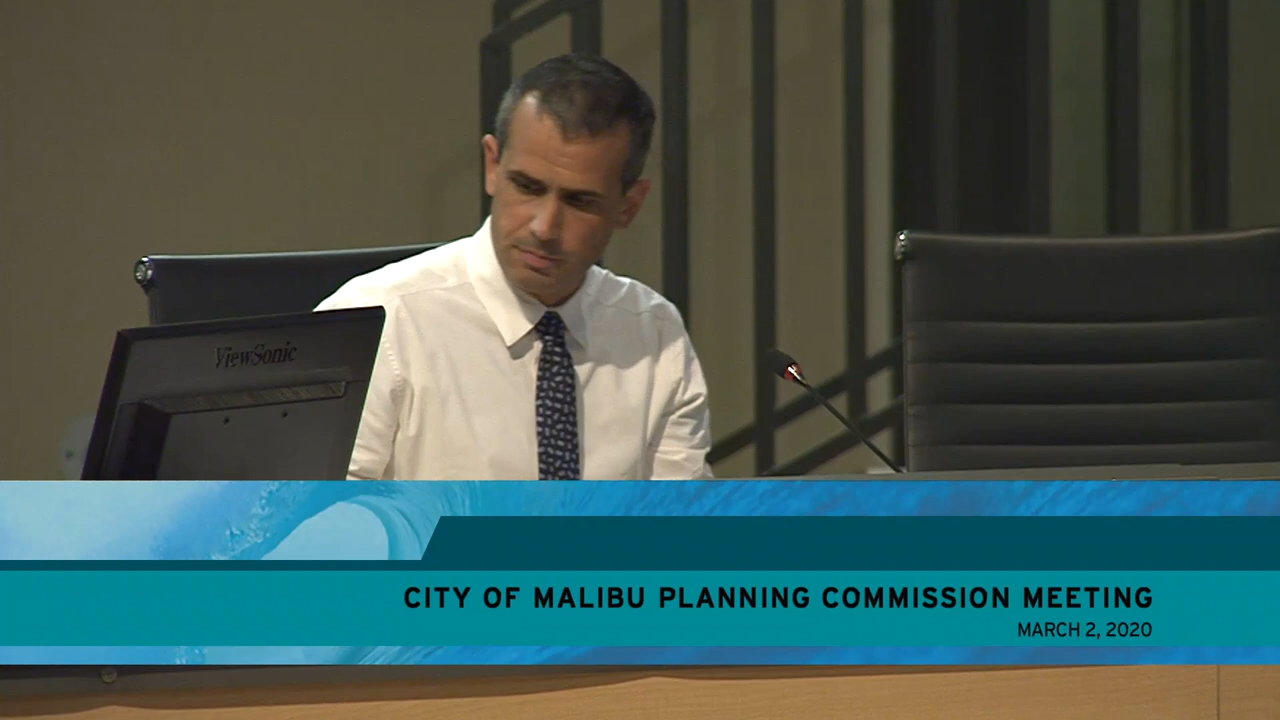 ViewSonic
CITY OF MALIBU PLANNING COMMISSION MEETING
MARCH 2, 2020